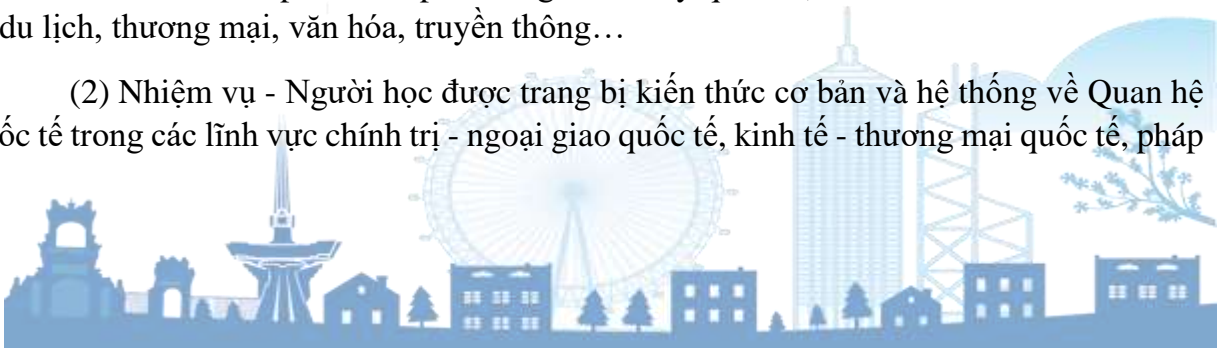 du lịch, thương mại, văn hóa, truyền thông…
(2) Nhiệm vụ - Người học được trang bị kiến thức cơ bản và hệ thống về Quan hệ
ốc tế trong các lĩnh vực chính trị - ngoại giao quốc tế, kinh tế - thương mại quốc tế, pháp